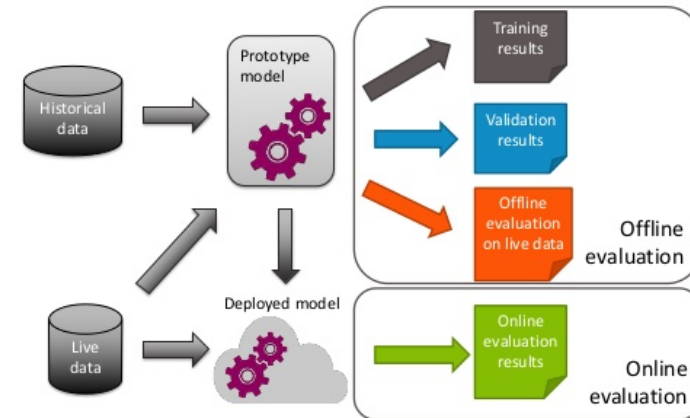 Historical
data
Prototype
model
Training
results
Validation
results
Offline
evaluation
on live data
Offline
evaluation
Live
data
Deployed model
Online
evaluation
results
Online
evaluation